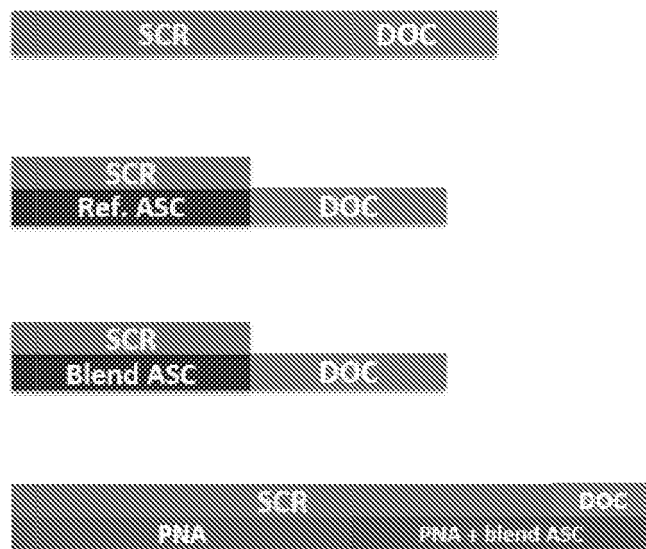 SCR DOC
SCR
Ref. ASC DOC
SCR
Blend ASC DOC
SCR DOC
PNA PNA + blend ASC